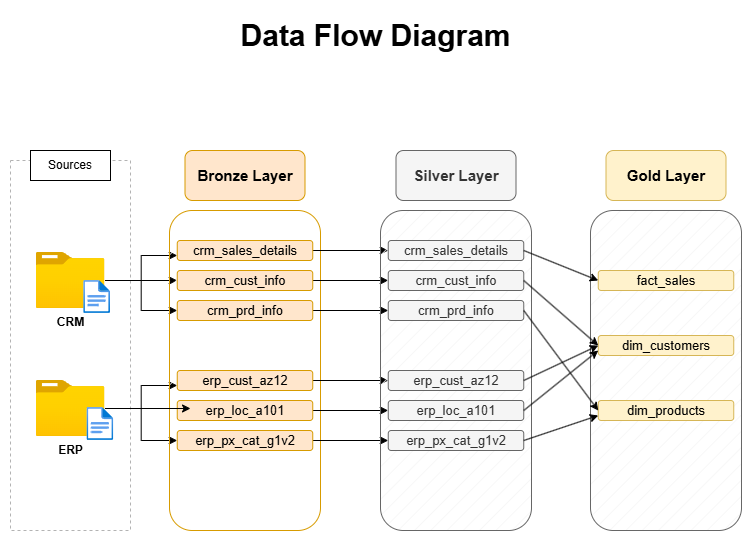 Data Flow Diagram
Sources
Bronze Layer
Silver Layer
Gold Layer
CRM
ERP
crm_sales_details
crm_cust_info
crm_prd_info
erp_cust_az12
erp_loc_a101
erp_px_cat_g1v2
crm_sales_details
crm_cust_info
crm_prd_info
erp_cust_az12
erp_loc_a101
erp_px_cat_g1v2
fact_sales
dim_customers
dim_products